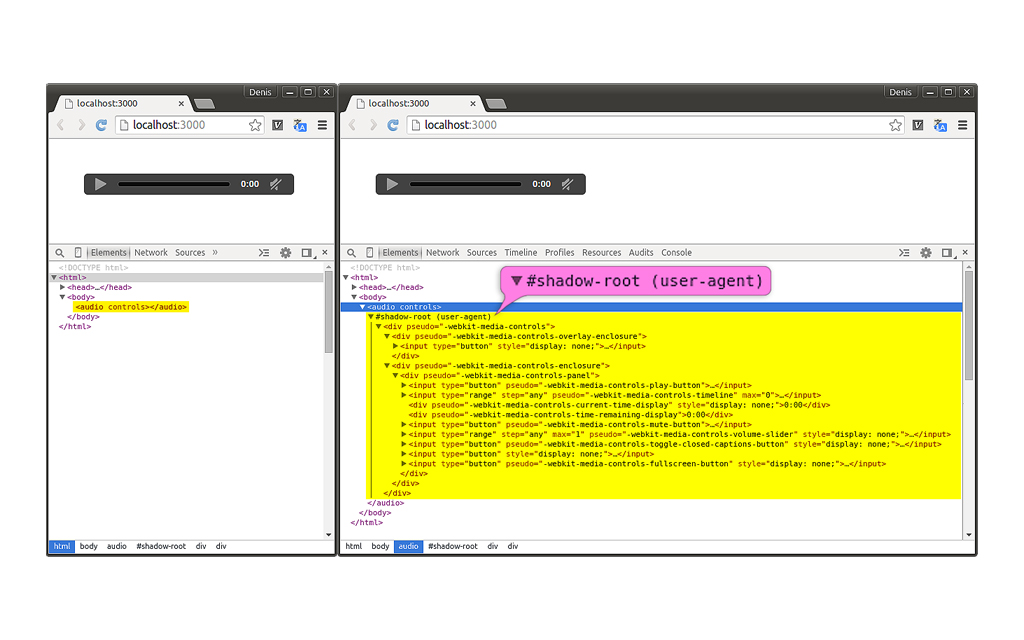 Denis
localhost:3000
localhost:3000
0:00
Elements Network Sources »
<!DOCTYPE html>
▼<html>
▶<head>…</head>
▼<body>
<audio controls></audio>
</body>
</html>
html body audio #shadow-root div div
Denis
localhost:3000
localhost:3000
0:00
Elements Network Sources Timeline Profiles Resources Audits Console
<!DOCTYPE html>
▼#shadow-root (user-agent)
▼<html>
▶<head>…</head>
▼<body>
▼<audio controls>
▼#shadow-root (user-agent)
▼<div pseudo="-webkit-media-controls">
▼<div pseudo="-webkit-media-controls-overlay-enclosure">
▶<input type="button" style="display: none;">…</input>
</div>
▼<div pseudo="-webkit-media-controls-enclosure">
▼<div pseudo="-webkit-media-controls-panel">
▶<input type="button" pseudo="-webkit-media-controls-play-button">…</input>
▶<input type="range" step="any" pseudo="-webkit-media-controls-timeline" max="0">…</input>
<div pseudo="-webkit-media-controls-current-time-display" style="display: none;">0:00</div>
<div pseudo="-webkit-media-controls-time-remaining-display">0:00</div>
▶<input type="button" pseudo="-webkit-media-controls-mute-button">…</input>
▶<input type="range" step="any" max="1" pseudo="-webkit-media-controls-volume-slider" style="display: none;">…</input>
▶<input type="button" pseudo="-webkit-media-controls-toggle-closed-captions-button" style="display: none;">…</input>
▶<input type="button" style="display: none;">…</input>
▶<input type="button" pseudo="-webkit-media-controls-fullscreen-button" style="display: none;">…</input>
</div>
</div>
</div>
</audio>
</body>
</html>
html body audio #shadow-root div div